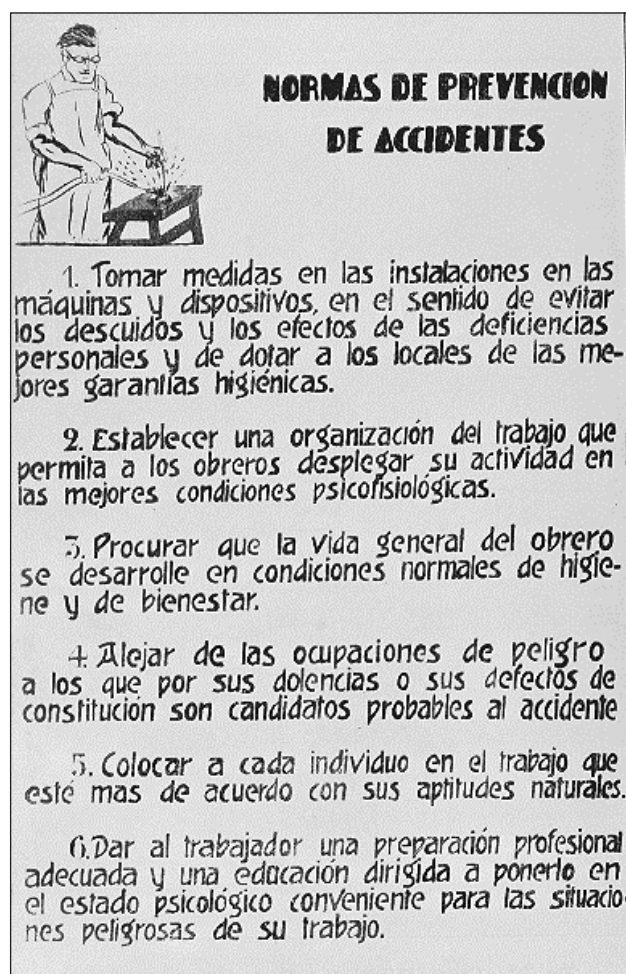 NORMAS DE PREVENCION
DE ACCIDENTES
1. Tomar medidas en las instalaciones en las
máquinas y dispositivos, en el sentido de evitar
los descuidos y los efectos de las deficiencias
personales y de dotar a los locales de las me-
jores garantías higiénicas.
2. Establecer una organización del trabajo que
permita a los obreros desplegar su actividad en
las mejores condiciones psicofisiológicas.
3. Procurar que la vida general del obrero
se desarrolle en condiciones normales de higie-
ne y de bienestar.
4. Alejar de las ocupaciones de peligro
a los que por sus dolencias o sus defectos de
constitución son candidatos probables al accidente
5. Colocar a cada individuo en el trabajo que
esté mas de acuerdo con sus aptitudes naturales.
6. Dar al trabajador una preparación profesional
adecuada y una educación dirigida a ponerlo en
el estado psicológico conveniente para las situacio-
nes peligrosas de su trabajo.